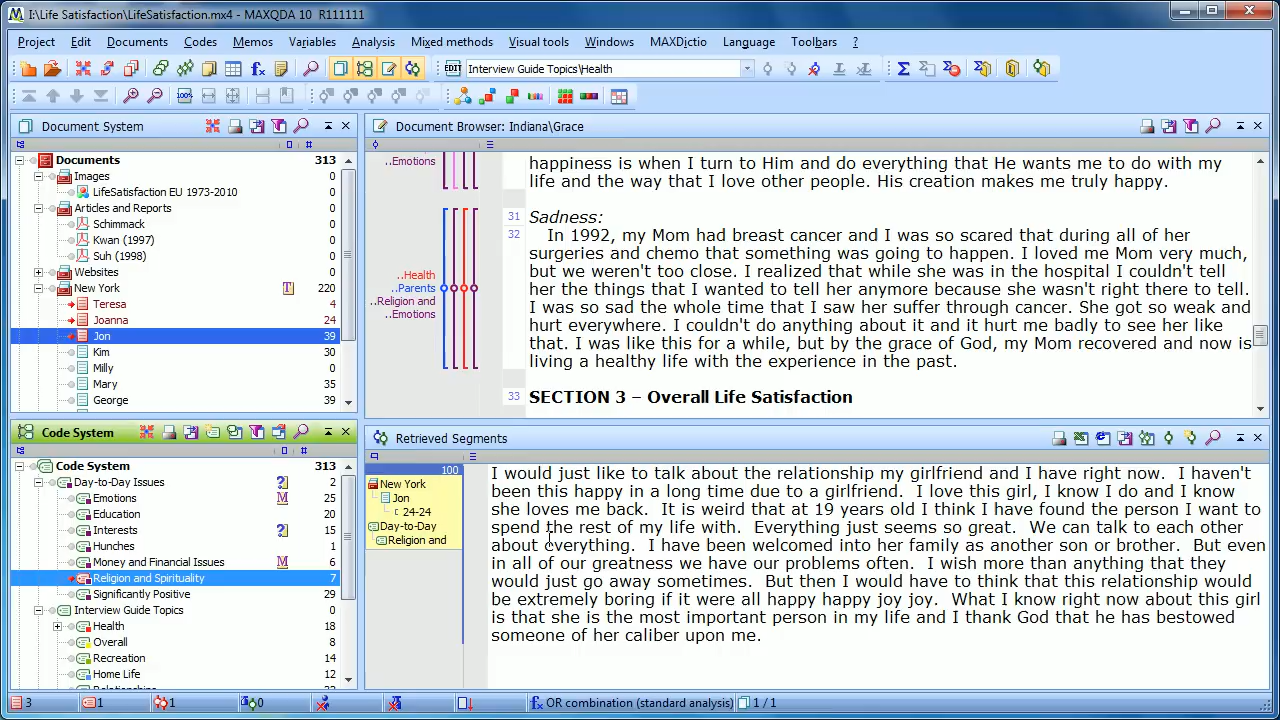 I:\Life Satisfaction\LifeSatisfaction.mx4 - MAXQDA 10 R111111
Project Edit Documents Codes Memos Variables Analysis Mixed methods Visual tools Windows MAXDictio Language Toolbars ?
EDIT Interview Guide Topics\Health
100%
Document System
Documents 313
Images 0
LifeSatisfaction EU 1973-2010 0
Articles and Reports 0
Schimmack 0
Kwan (1997) 0
Suh (1998) 0
Websites 0
New York T 220
Teresa 4
Joanna 24
Jon 39
Kim 30
Milly 0
Mary 35
George 39
Code System
Code System 313
Day-to-Day Issues ? 2
Emotions M 25
Education 8
Interests ? 15
Hunches 1
Money and Financial Issues M 6
Religion and Spirituality 7
Significantly Positive 29
Interview Guide Topics 0
Health 18
Overall 8
Recreation 14
Home Life 12
Document Browser: Indiana\Grace
Emotions
happiness is when I turn to Him and do everything that He wants me to do with my
life and the way that I love other people. His creation makes me truly happy.
31 Sadness:
32 In 1992, my Mom had breast cancer and I was so scared that during all of her
surgeries and chemo that something was going to happen. I loved me Mom very much,
but we weren't too close. I realized that while she was in the hospital I couldn't tell
her the things that I wanted to tell her anymore because she wasn't right there to tell.
I was so sad the whole time that I saw her suffer through cancer. She got so weak and
hurt everywhere. I couldn't do anything about it and it hurt me badly to see her like
that. I was like this for a while, but by the grace of God, my Mom recovered and now is
living a healthy life with the experience in the past.
..Health
..Parents
..Religion and
..Emotions
33 SECTION 3 – Overall Life Satisfaction
Retrieved Segments
100
New York
Jon
24-24
Day-to-Day
Religion and
I would just like to talk about the relationship my girlfriend and I have right now. I haven't
been this happy in a long time due to a girlfriend. I love this girl, I know I do and I know
she loves me back. It is weird that at 19 years old I think I have found the person I want to
spend the rest of my life with. Everything just seems so great. We can talk to each other
about everything. I have been welcomed into her family as another son or brother. But even
in all of our greatness we have our problems often. I wish more than anything that they
would just go away sometimes. But then I would have to think that this relationship would
be extremely boring if it were all happy happy joy joy. What I know right now about this girl
is that she is the most important person in my life and I thank God that he has bestowed
someone of her caliber upon me.
3 1 1 0 OR combination (standard analysis) 1 / 1